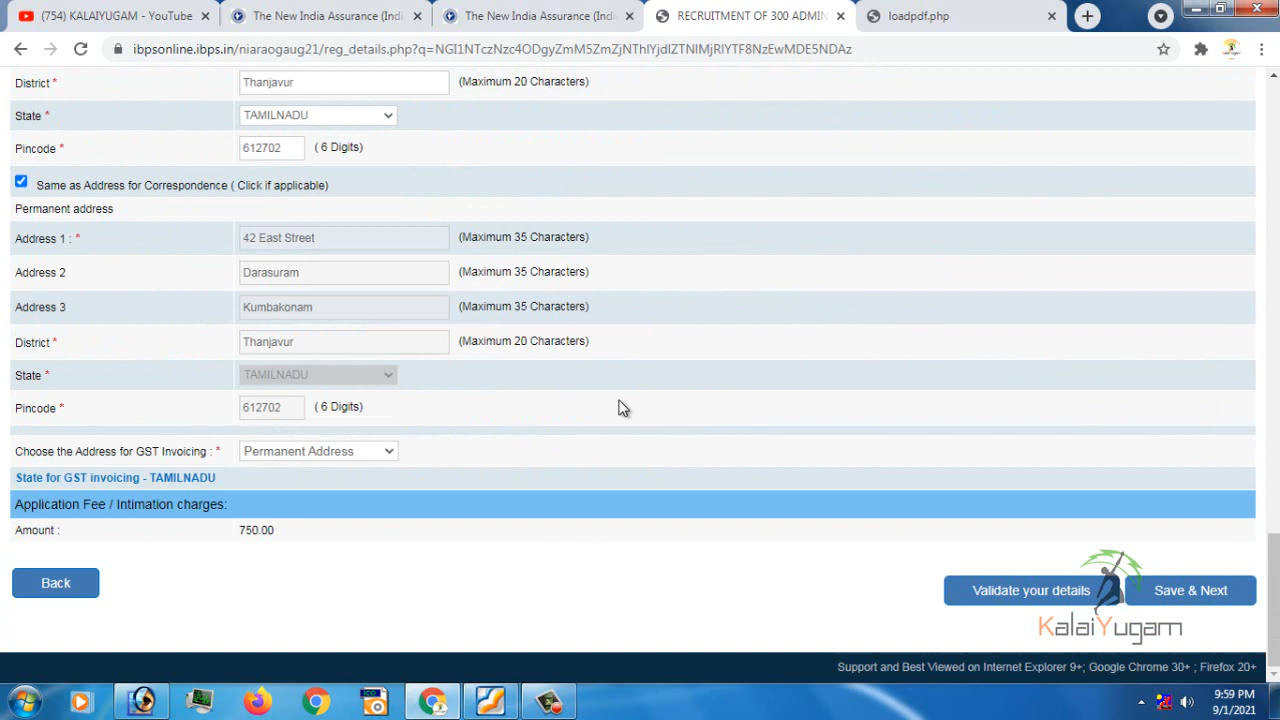 (754) KALAIYUGAM - YouTube
The New India Assurance (Indi
The New India Assurance (Indi
RECRUITMENT OF 300 ADMIN
loadpdf.php
ibpsonline.ibps.in/niaraogaug21/reg_details.php?q=
District * Thanjavur (Maximum 20 Characters)
State * TAMILNADU
Pincode * 612702 ( 6 Digits)
Same as Address for Correspondence ( Click if applicable)
Permanent address
Address 1 : * 42 East Street (Maximum 35 Characters)
Address 2 Darasuram (Maximum 35 Characters)
Address 3 Kumbakonam (Maximum 35 Characters)
District * Thanjavur (Maximum 20 Characters)
State * TAMILNADU
Pincode * 612702 ( 6 Digits)
Choose the Address for GST Invoicing : * Permanent Address
State for GST invoicing - TAMILNADU
Application Fee / Intimation charges:
Amount : 750.00
Back
Validate your details
Save & Next
KalaiYugam
Support and Best Viewed on Internet Explorer 9+; Google Chrome 30+ ; Firefox 20+
9:59 PM
9/1/2021